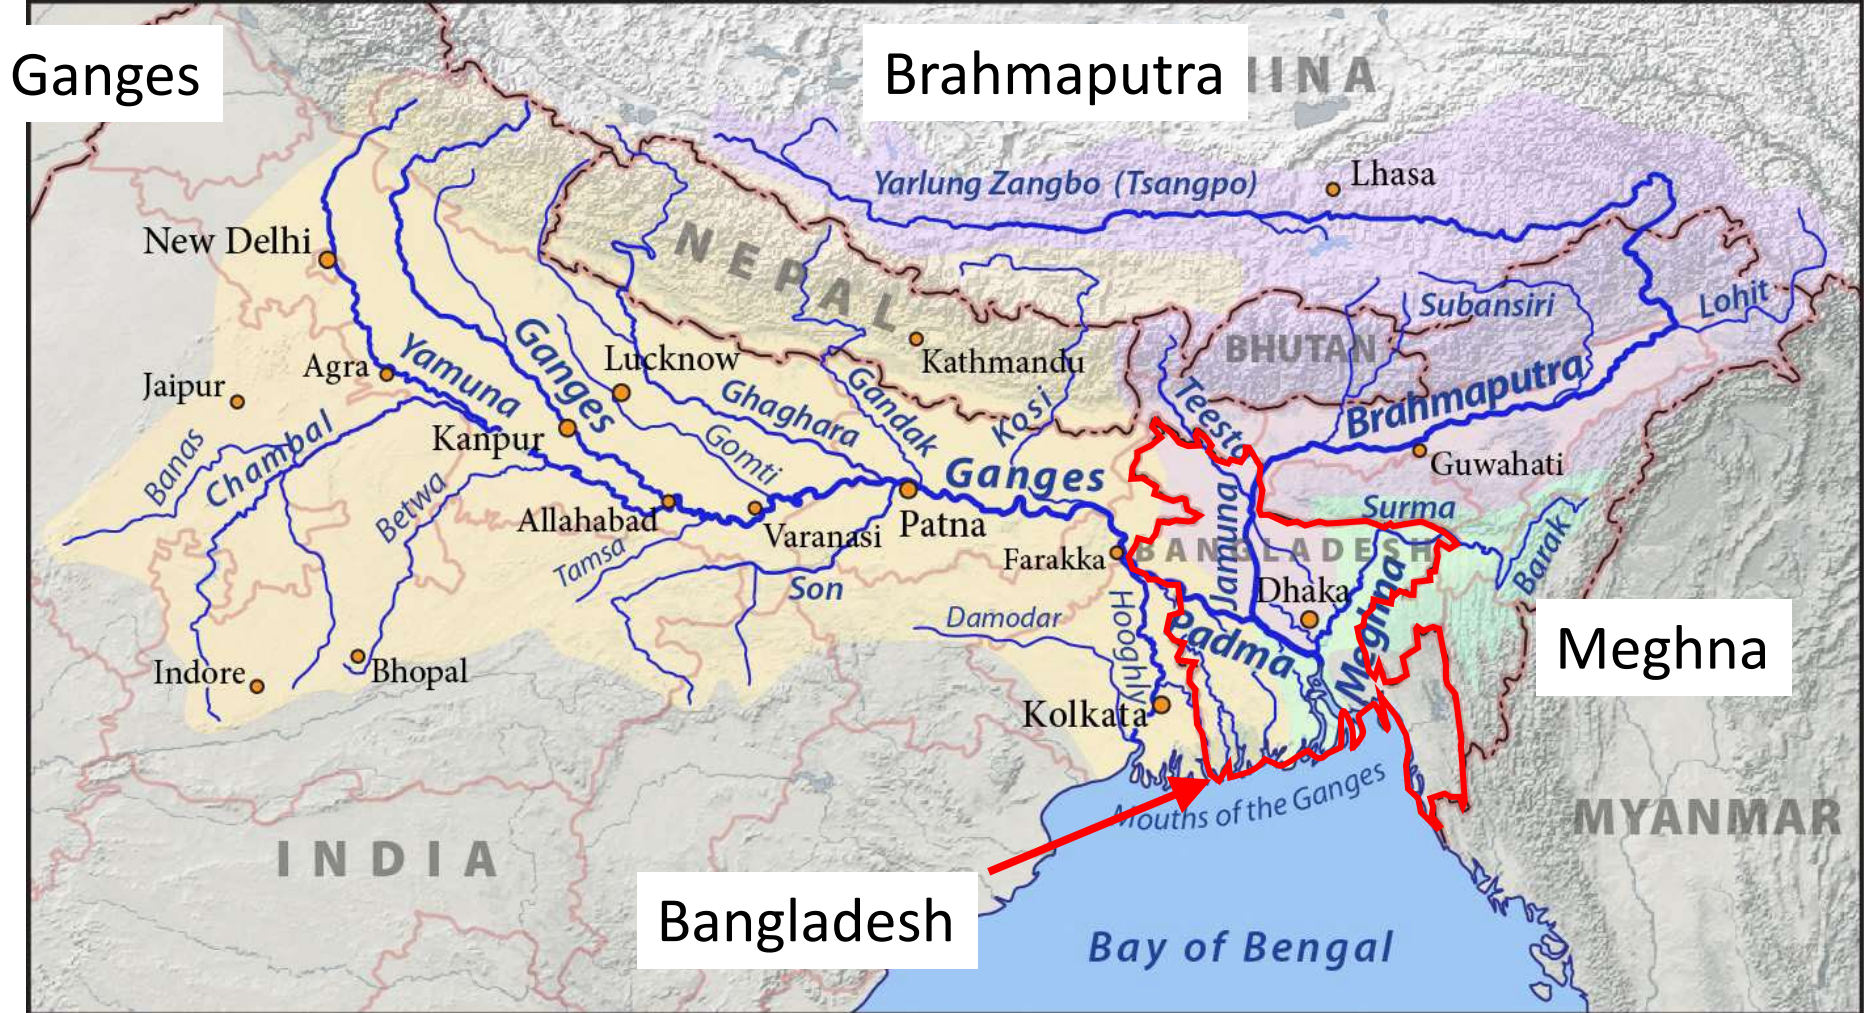 Ganges
Brahmaputra
INA
Yarlung Zangbo (Tsangpo)
Lhasa
New Delhi
NEPAL
Subansiri
Lohit
BHUTAN
Agra
Yamuna
Ganges
Lucknow
Kathmandu
Jaipur
Ghaghara
Gandak
Kosi
Teesta
Brahmaputra
Banas
Chambal
Kanpur
Gomti
Ganges
Guwahati
Betwa
Allahabad
Varanasi
Patna
Jamuna
Surma
Barak
Tamsa
Son
Farakka
BANGLADESH
Dhaka
Meghna
Damodar
Hooghly
Padma
Meghna
Meghna
Indore
Bhopal
Kolkata
Mouths of the Ganges
INDIA
MYANMAR
Bangladesh
Bay of Bengal